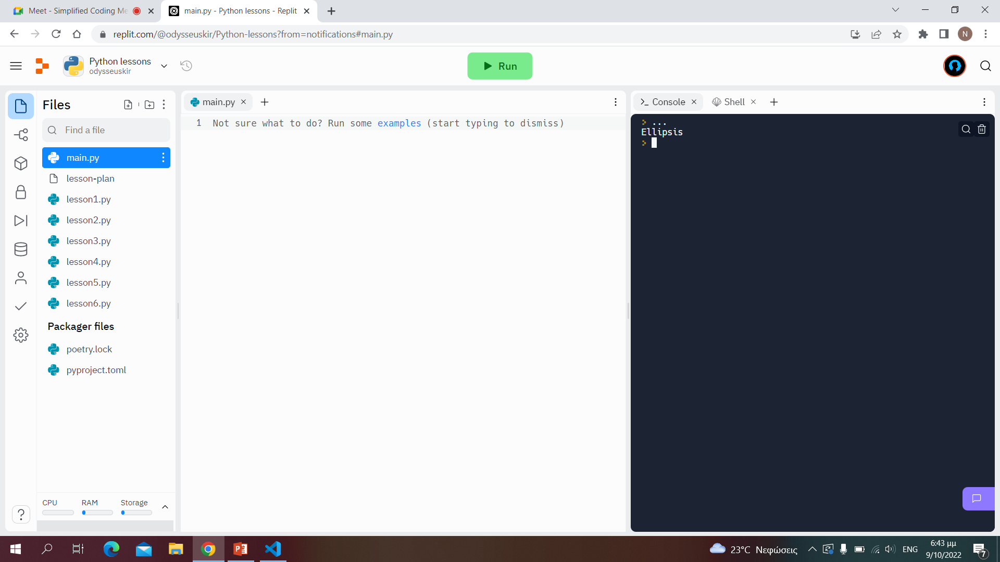 Meet - Simplified Coding Me
main.py - Python lessons - Replit
replit.com/@odysseuskir/Python-lessons?from=notifications#main.py
N
Python lessons
odysseuskir
Run
Files
Find a file
main.py
lesson-plan
lesson1.py
lesson2.py
lesson3.py
lesson4.py
lesson5.py
lesson6.py
Packager files
poetry.lock
pyproject.toml
CPU RAM Storage
?
main.py
1 Not sure what to do? Run some examples (start typing to dismiss)
Console Shell
> ...
Ellipsis
>
23°C Νεφώσεις
ENG
6:43 μμ
9/10/2022
7